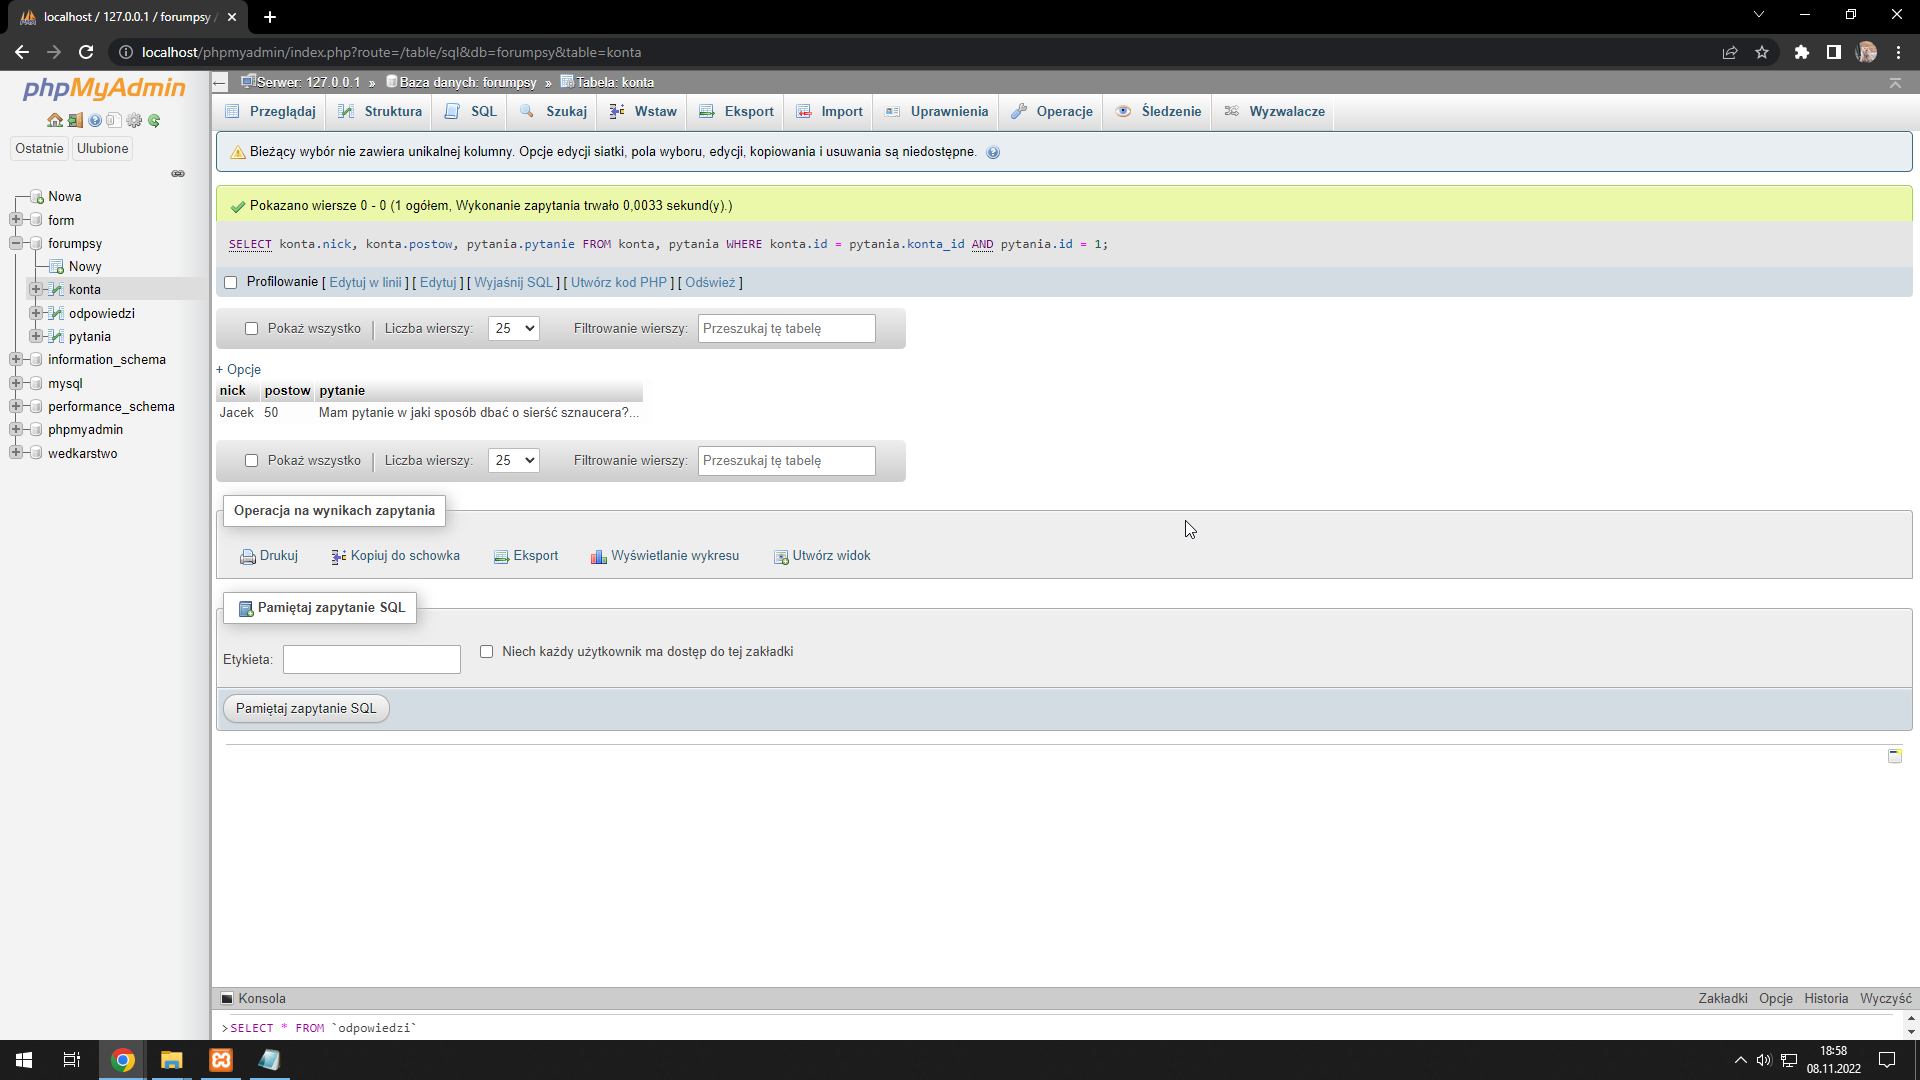 localhost / 127.0.0.1 / forumpsy /
localhost/phpmyadmin/index.php?route=/table/sql&db=forumpsy&table=konta
phpMyAdmin
Ostatnie Ulubione
Nowa
form
forumpsy
Nowy
konta
odpowiedzi
pytania
information_schema
mysql
performance_schema
phpmyadmin
wedkarstwo
Serwer: 127.0.0.1 » Baza danych: forumpsy » Tabela: konta
Przeglądaj Struktura SQL Szukaj Wstaw Eksport Import Uprawnienia Operacje Śledzenie Wyzwalacze
Bieżący wybór nie zawiera unikalnej kolumny. Opcje edycji siatki, pola wyboru, edycji, kopiowania i usuwania są niedostępne.
Pokazano wiersze 0 - 0 (1 ogółem, Wykonanie zapytania trwało 0,0033 sekund(y).)
SELECT konta.nick, konta.postow, pytania.pytanie FROM konta, pytania WHERE konta.id = pytania.konta_id AND pytania.id = 1;
Profilowanie [ Edytuj w linii ] [ Edytuj ] [ Wyjaśnij SQL ] [ Utwórz kod PHP ] [ Odśwież ]
Pokaż wszystko Liczba wierszy: 25 Filtrowanie wierszy: Przeszukaj tę tabelę
+ Opcje
nick postow pytanie
Jacek 50 Mam pytanie w jaki sposób dbać o sierść sznaucera?...
Pokaż wszystko Liczba wierszy: 25 Filtrowanie wierszy: Przeszukaj tę tabelę
Operacja na wynikach zapytania
Drukuj Kopiuj do schowka Eksport Wyświetlanie wykresu Utwórz widok
Pamiętaj zapytanie SQL
Etykieta: Niech każdy użytkownik ma dostęp do tej zakładki
Pamiętaj zapytanie SQL
Konsola Zakładki Opcje Historia Wyczyść
>SELECT * FROM `odpowiedzi`
18:58
08.11.2022